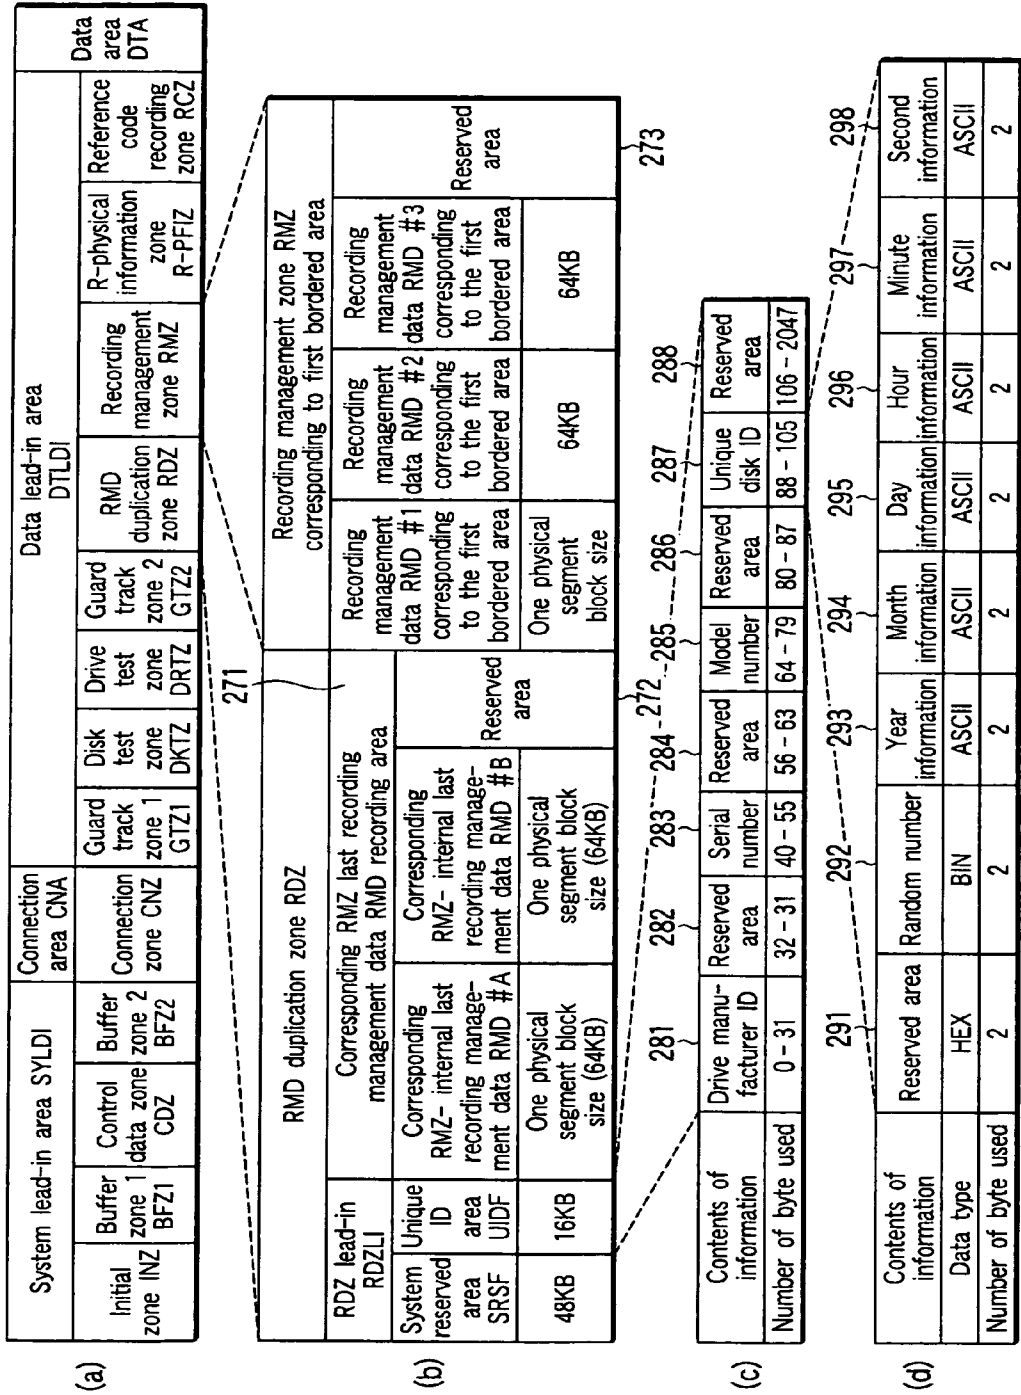 (a)
System lead-in area SYLDI
Connection
area CNA
Data lead-in area
DTLDI
Data
area
DTA
Initial
zone INZ
Buffer
zone 1
BFZ1
Control
data zone
CDZ
Buffer
zone 2
BFZ2
Connection
zone CNZ
Guard
track
zone 1
GTZ1
Disk
test
zone
DKTZ
Drive
test
zone
DRTZ
Guard
track
zone 2
GTZ2
RMD
duplication
zone RDZ
Recording
management
zone RMZ
R-physical
information
zone
R-PFIZ
Reference
code
recording
zone RCZ
(b)
RMD duplication zone RDZ
271
Recording management zone RMZ
corresponding to first bordered area
RDZ lead-in
RDZLI
Corresponding RMZ last recording
management data RMD recording area
System
reserved
area
SRSF
Unique
ID
area
UIDF
Corresponding
RMZ- internal last
recording manage-
ment data RMD #A
Corresponding
RMZ- internal last
recording manage-
ment data RMD #B
Reserved
area
272
Recording
management
data RMD #1
corresponding
to the first
bordered area
Recording
management
data RMD #2
corresponding
to the first
bordered area
Recording
management
data RMD #3
corresponding
to the first
bordered area
Reserved
area
273
48KB
16KB
One physical
segment block
size (64KB)
One physical
segment block
size (64KB)
One physical
segment
block size
64KB
64KB
(c)
281
282
283
284
285
286
287
288
Contents of
information
Drive manu-
facturer ID
Reserved
area
Serial
number
Reserved
area
Model
number
Reserved
area
Unique
disk ID
Reserved
area
Number of byte used
0 - 31
32 - 31
40 - 55
56 - 63
64 - 79
80 - 87
88 - 105
106 - 2047
(d)
291
292
293
294
295
296
297
298
Contents of
information
Reserved area
Random number
Year
information
Month
information
Day
information
Hour
information
Minute
information
Second
information
Data type
HEX
BIN
ASCII
ASCII
ASCII
ASCII
ASCII
ASCII
Number of byte used
2
2
2
2
2
2
2
2